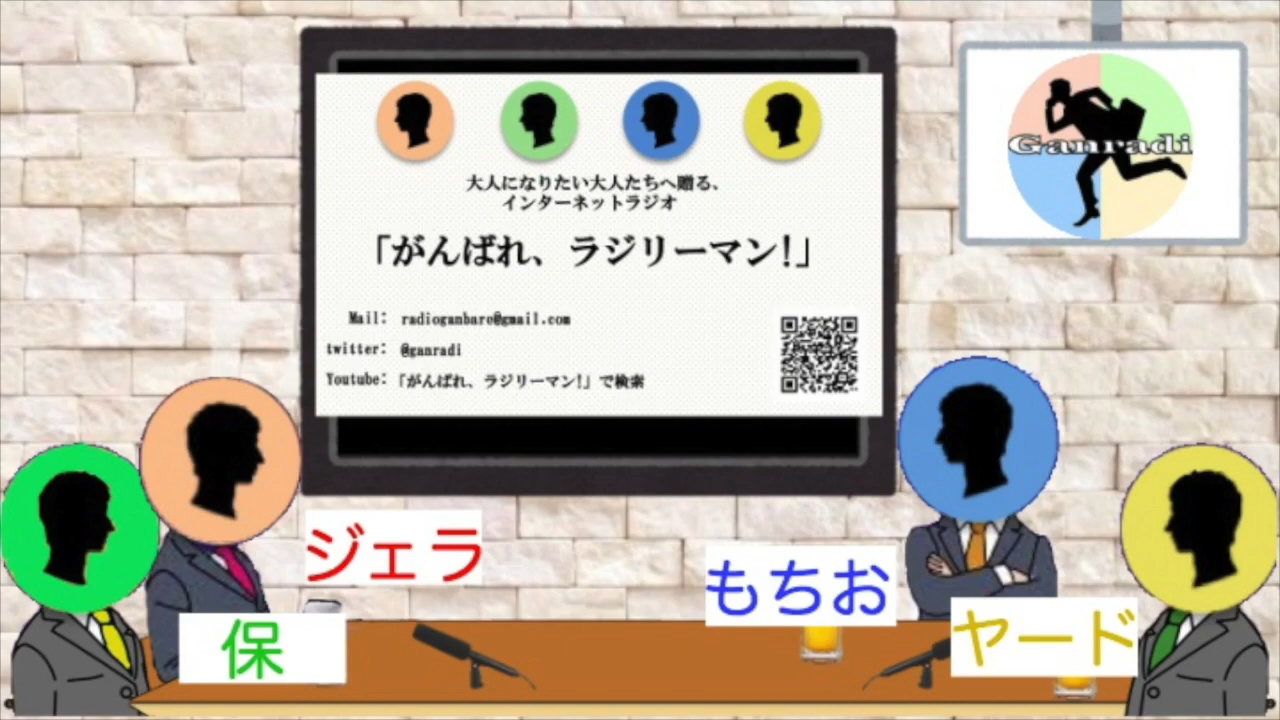 大人になりたい大人たちへ贈る、
インターネットラジオ
「がんばれ、ラジリーマン!」
Mail: radioganbare@gmail.com
twitter: @ganradi
Youtube:「がんばれ、ラジリーマン!」で検索
Ganradi
ジェラ
もちお
保
ヤード